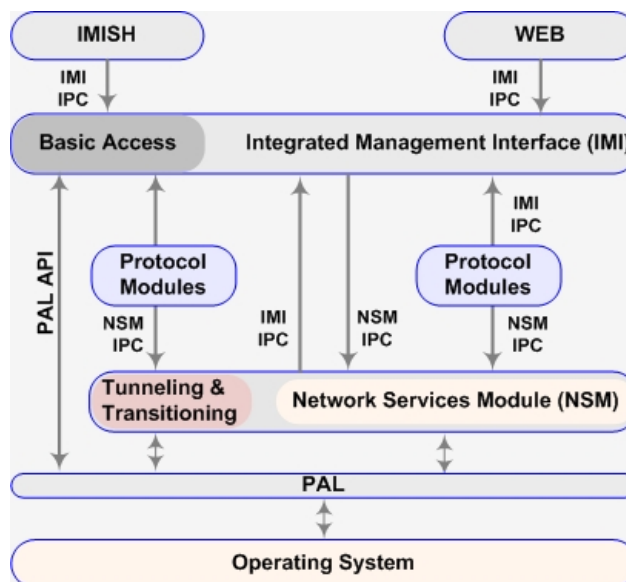 IMISH
WEB
IMI
IPC
IMI
IPC
Basic Access
Integrated Management Interface (IMI)
PAL API
IMI
IPC
Protocol
Modules
Protocol
Modules
NSM
IPC
IMI
IPC
NSM
IPC
NSM
IPC
Tunneling &
Transitioning
Network Services Module (NSM)
PAL
Operating System